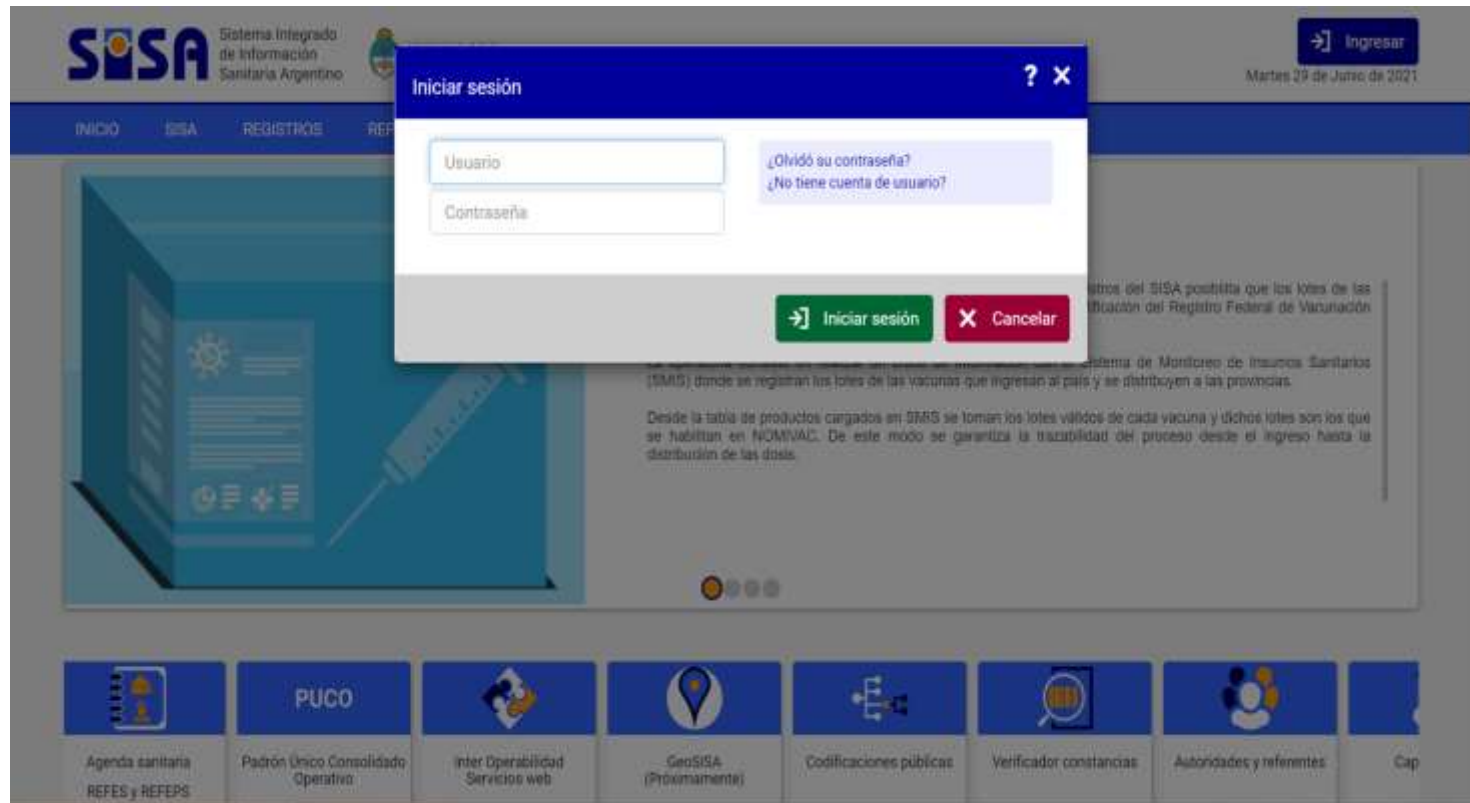 SISA
Sistema Integrado
de Información
Sanitaria Argentino
Ingresar
Martes 29 de Junio de 2021
INICIO SISA REGISTROS REF
Iniciar sesión
? X
Usuario
Contraseña
¿Olvidó su contraseña?
¿No tiene cuenta de usuario?
Iniciar sesión
X Cancelar
del SISA posibilita que los lotes de las
del Registro Federal de Vacunación
de Monitoreo de Insumos Sanitarios
(SMIS) donde se registran los lotes de las vacunas que ingresan al país y se distribuyen a las provincias.
Desde la tabla de productos cargados en SMIS se toman los lotes válidos de cada vacuna y dichos lotes son los que
se habilitan en NOMIVAC. De este modo se garantiza la trazabilidad del proceso desde el ingreso hasta la
distribución de las dosis.
PUCO
Agenda sanitaria
REFES y REFEPS
Padrón Único Consolidado
Operativo
Inter Operabilidad
Servicios web
GeoSISA
(Próximamente)
Codificaciones públicas
Verificador constancias
Autoridades y referentes
Cap